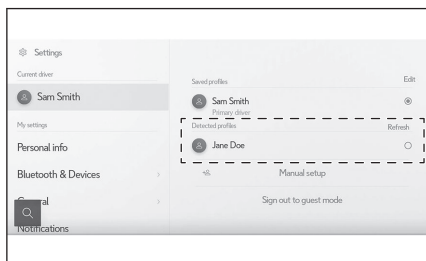 Settings
Current driver
Sam Smith
My settings
Personal info
Bluetooth & Devices
General
Notifications
Saved profiles
Edit
Sam Smith
Primary driver
Detected profiles
Refresh
Jane Doe
Manual setup
Sign out to guest mode